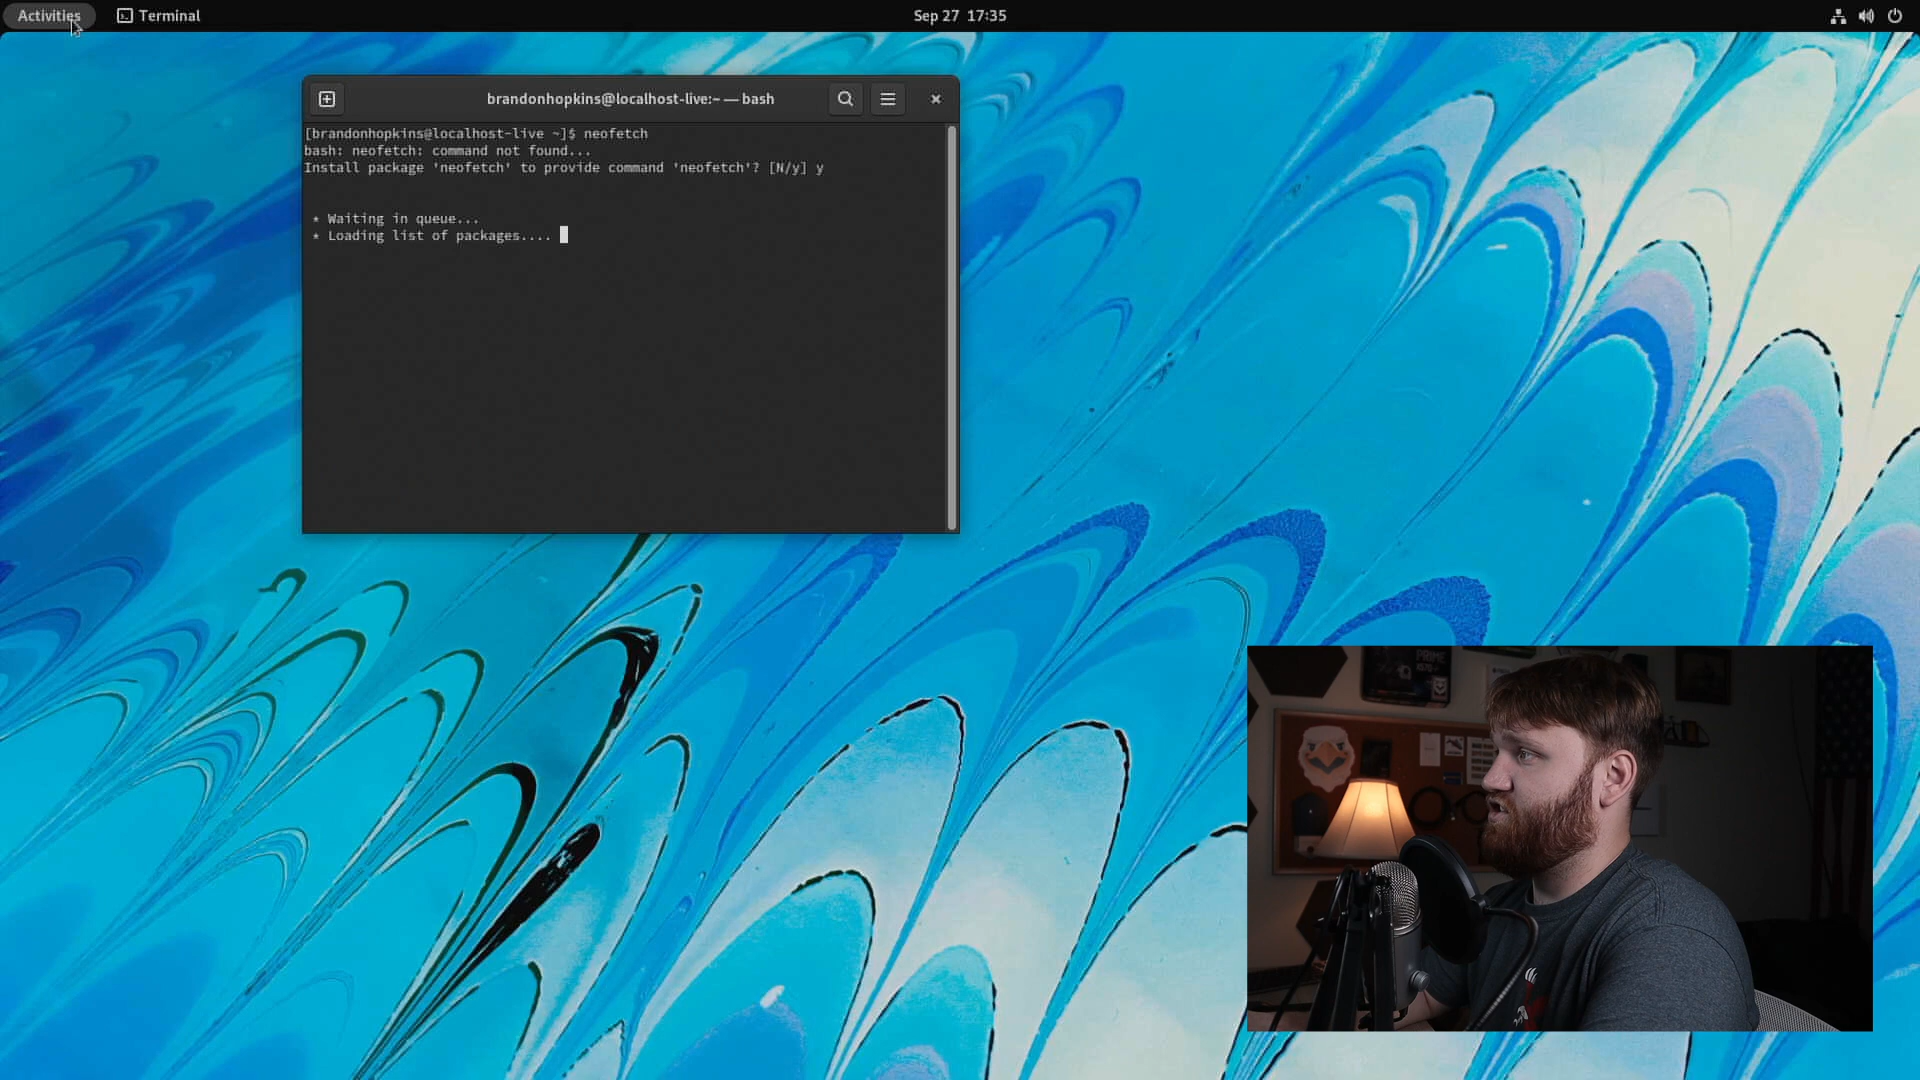 Activities
Terminal
Sep 27 17:35
brandonhopkins@localhost-live:~ — bash
[brandonhopkins@localhost-live ~]$ neofetch
bash: neofetch: command not found...
Install package 'neofetch' to provide command 'neofetch'? [N/y] y
* Waiting in queue...
* Loading list of packages....
PRIME